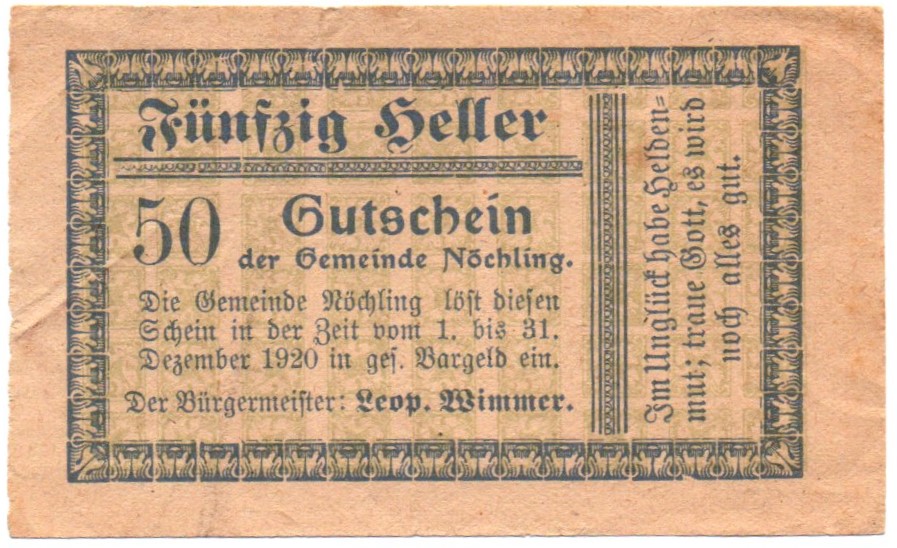 Fünfzig Heller
50
Gutschein
der Gemeinde Nöchling.
Die Gemeinde Nöchling löst diesen
Schein in der Zeit vom 1. bis 31.
Dezember 1920 in ges. Bargeld ein.
Der Bürgermeister: Leop. Wimmer.
Im Unglück habe Helden-
mut; traue Gott, es wird
noch alles gut.